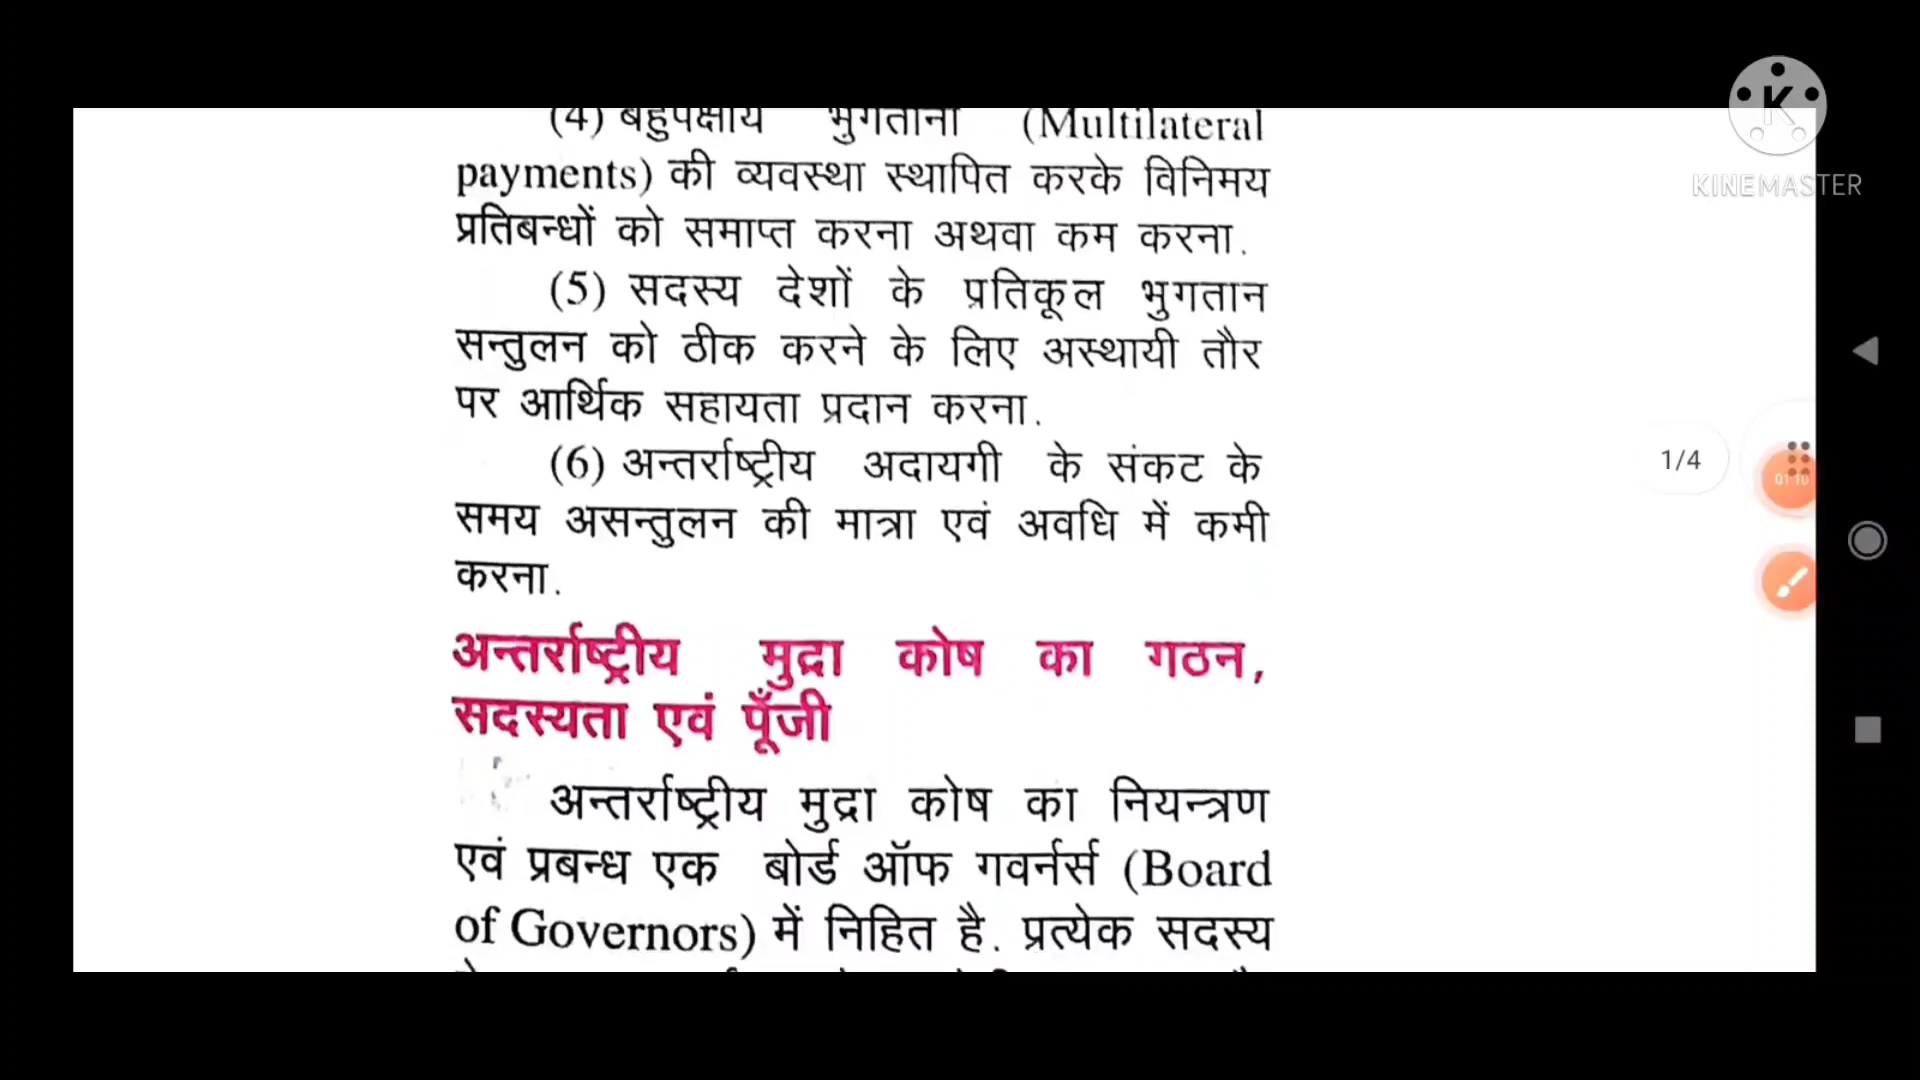 (4) बहुपक्षीय भुगतानों (Multilateral
payments) की व्यवस्था स्थापित करके विनिमय
प्रतिबन्धों को समाप्त करना अथवा कम करना.
(5) सदस्य देशों के प्रतिकूल भुगतान
सन्तुलन को ठीक करने के लिए अस्थायी तौर
पर आर्थिक सहायता प्रदान करना.
(6) अन्तर्राष्ट्रीय अदायगी के संकट के
समय असन्तुलन की मात्रा एवं अवधि में कमी
करना.
अन्तर्राष्ट्रीय मुद्रा कोष का गठन,
सदस्यता एवं पूँजी
अन्तर्राष्ट्रीय मुद्रा कोष का नियन्त्रण
एवं प्रबन्ध एक बोर्ड ऑफ गवर्नर्स (Board
of Governors) में निहित है. प्रत्येक सदस्य
K
KINEMASTER
1/4
01:10